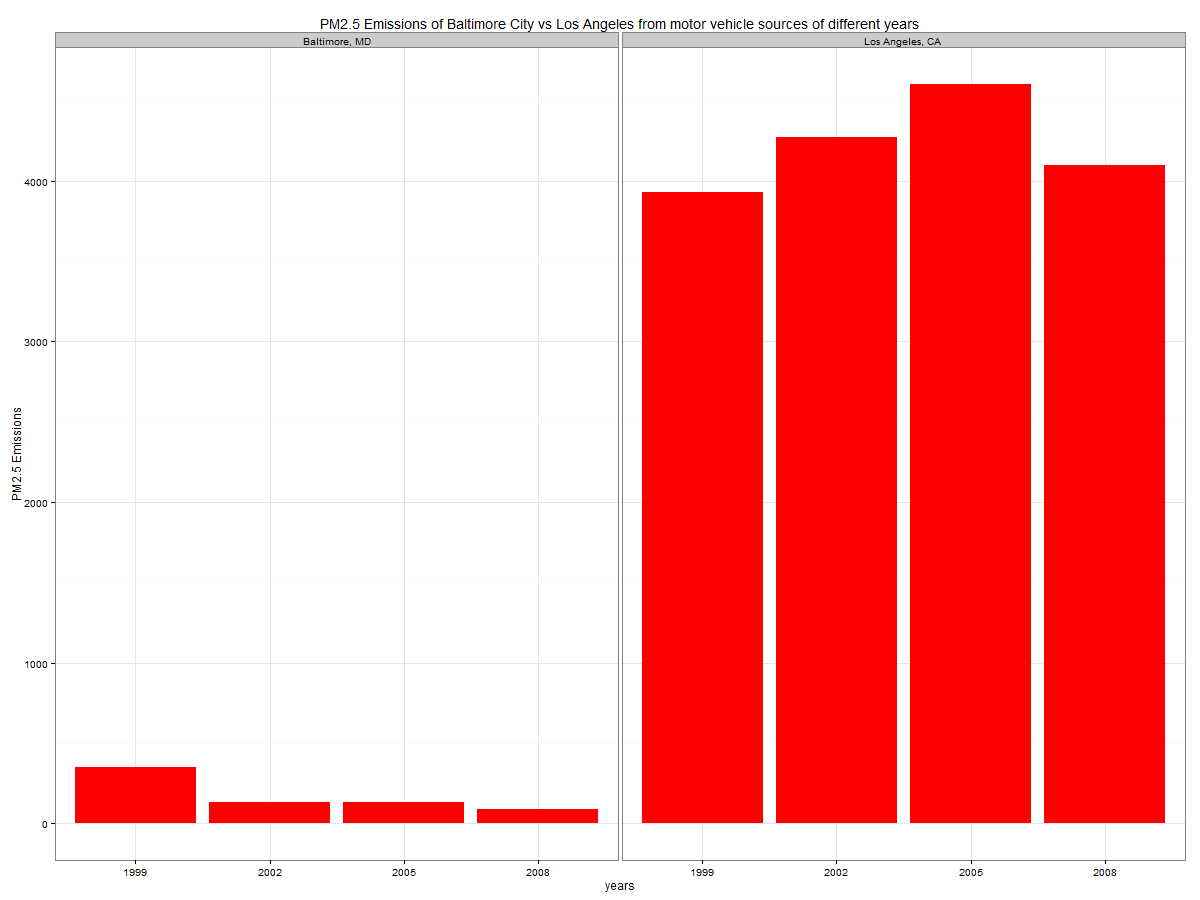 PM2.5 Emissions of Baltimore City vs Los Angeles from motor vehicle sources of different years
Baltimore, MD
Los Angeles, CA
PM2.5 Emissions
4000
3000
2000
1000
0
1999
2002
2005
2008
1999
2002
2005
2008
years